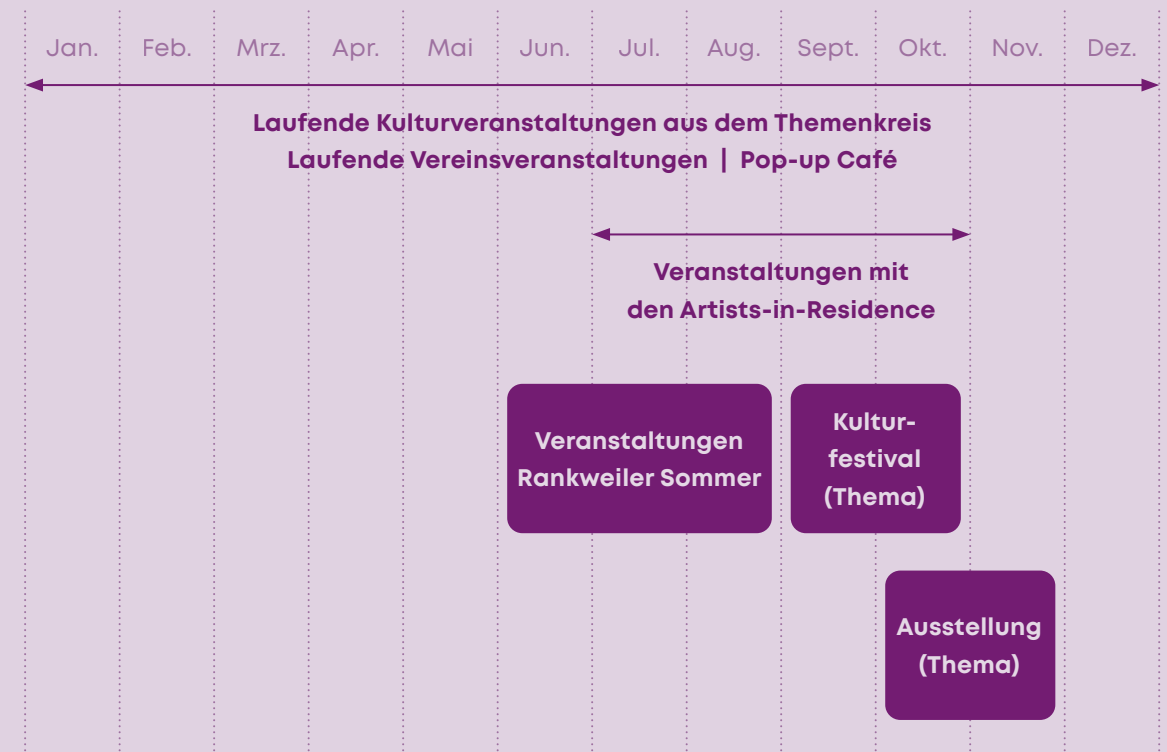 Jan. Feb. Mrz. Apr. Mai Jun. Jul. Aug. Sept. Okt. Nov. Dez.
Laufende Kulturveranstaltungen aus dem Themenkreis
Laufende Vereinsveranstaltungen | Pop-up Café
Veranstaltungen mit
den Artists-in-Residence
Veranstaltungen
Rankweiler Sommer
Kultur-
festival
(Thema)
Ausstellung
(Thema)